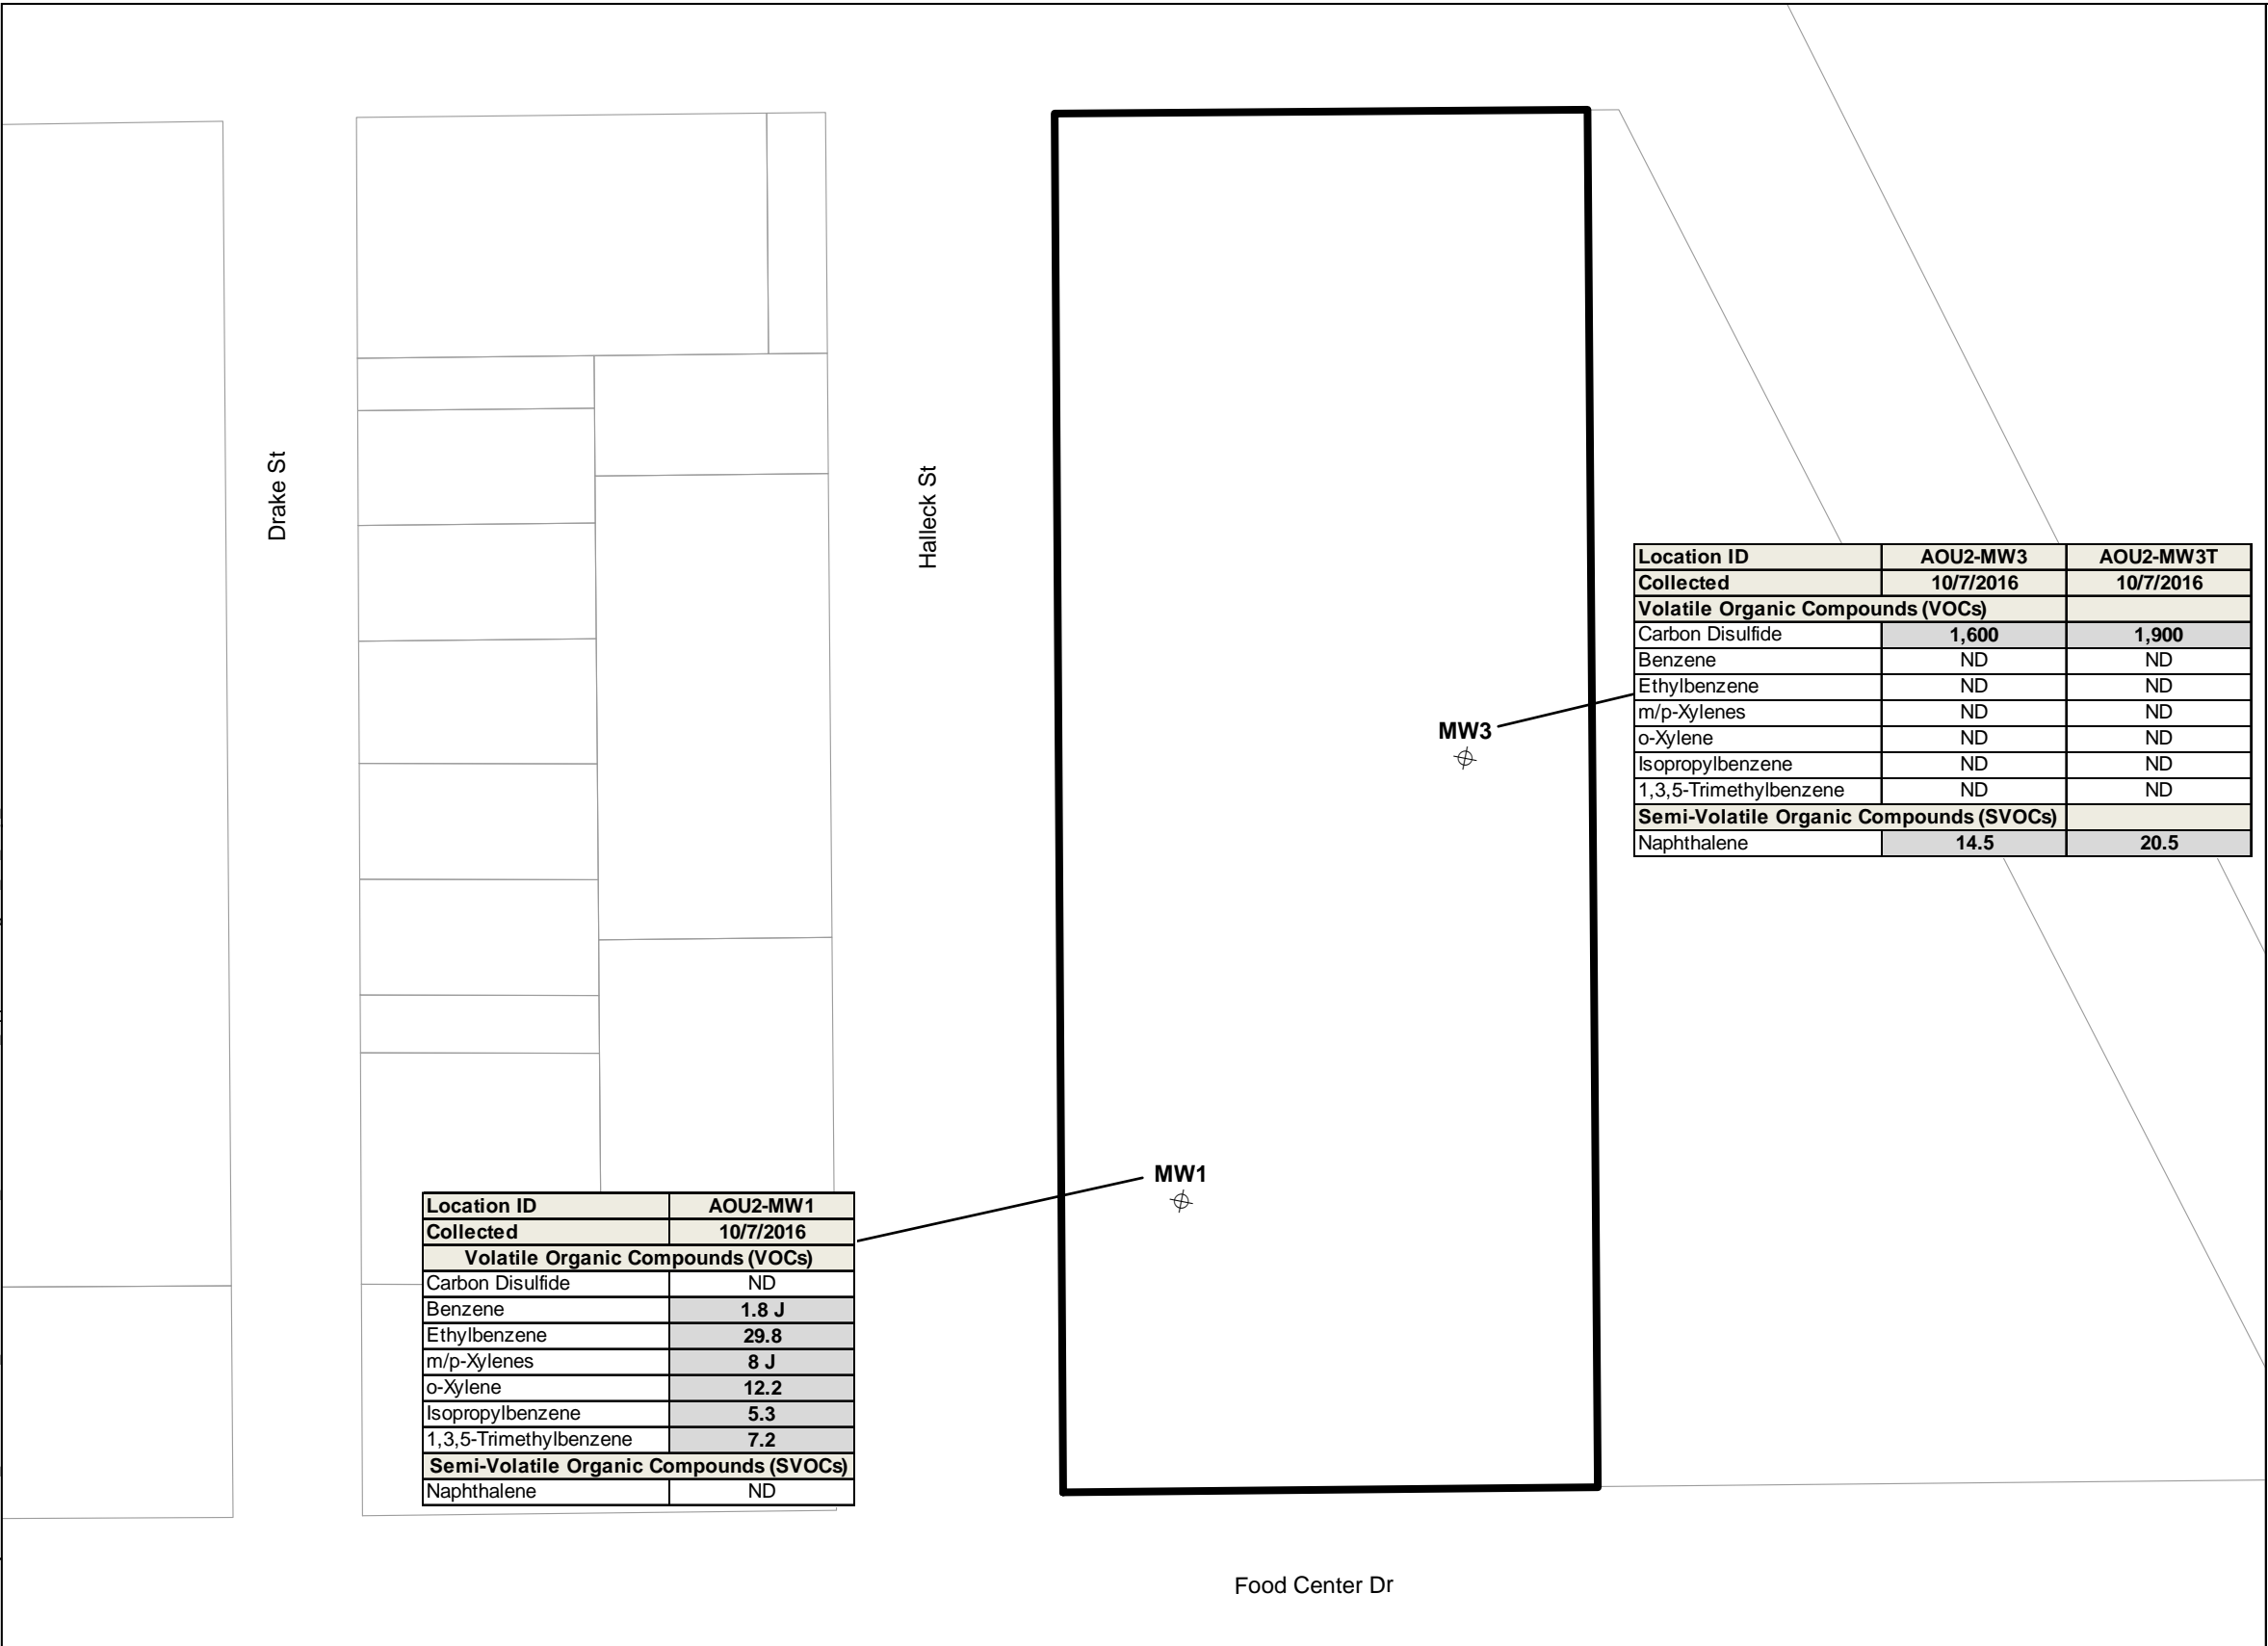 Drake St
Halleck St
Location ID AOU2-MW3 AOU2-MW3T
Collected 10/7/2016 10/7/2016
Volatile Organic Compounds (VOCs)
Carbon Disulfide 1,600 1,900
Benzene ND ND
Ethylbenzene ND ND
m/p-Xylenes ND ND
o-Xylene ND ND
Isopropylbenzene ND ND
1,3,5-Trimethylbenzene ND ND
Semi-Volatile Organic Compounds (SVOCs)
Naphthalene 14.5 20.5
MW3
MW1
Location ID AOU2-MW1
Collected 10/7/2016
Volatile Organic Compounds (VOCs)
Carbon Disulfide ND
Benzene 1.8 J
Ethylbenzene 29.8
m/p-Xylenes 8 J
o-Xylene 12.2
Isopropylbenzene 5.3
1,3,5-Trimethylbenzene 7.2
Semi-Volatile Organic Compounds (SVOCs)
Naphthalene ND
Food Center Dr